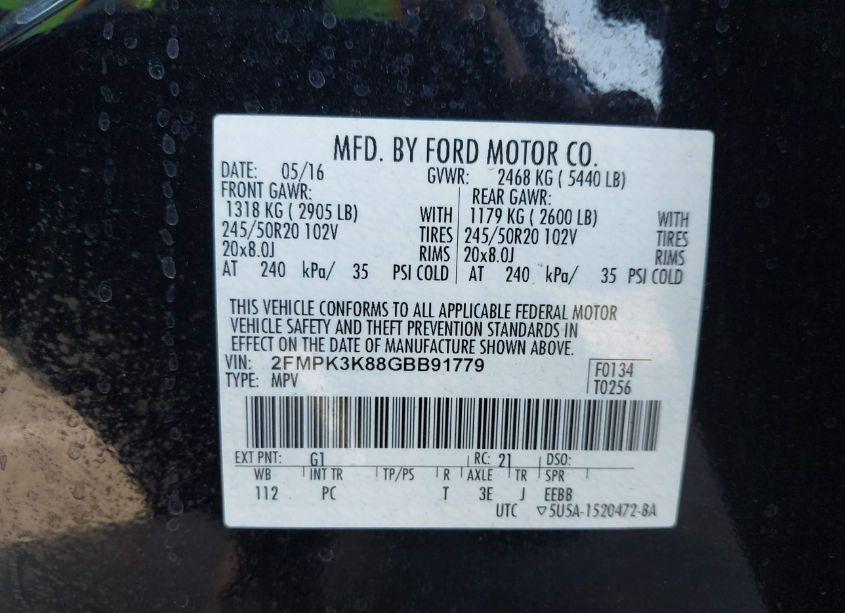 MFD. BY FORD MOTOR CO.
DATE: 05/16 GVWR: 2468 KG ( 5440 LB)
FRONT GAWR: REAR GAWR:
1318 KG ( 2905 LB) WITH 1179 KG ( 2600 LB) WITH
245/50R20 102V TIRES 245/50R20 102V TIRES
20x8.0J RIMS 20x8.0J RIMS
AT 240 kPa/ 35 PSI COLD AT 240 kPa/ 35 PSI COLD
THIS VEHICLE CONFORMS TO ALL APPLICABLE FEDERAL MOTOR
VEHICLE SAFETY AND THEFT PREVENTION STANDARDS IN
EFFECT ON THE DATE OF MANUFACTURE SHOWN ABOVE.
VIN: 2FMPK3K88GBB91779 F0134
TYPE: MPV T0256
EXT PNT: G1 RC: 21 DSO:
WB INT TR TP/PS R AXLE TR SPR
112 PC T 3E J EEBB
UTC ▽5U5A-1520472-BA